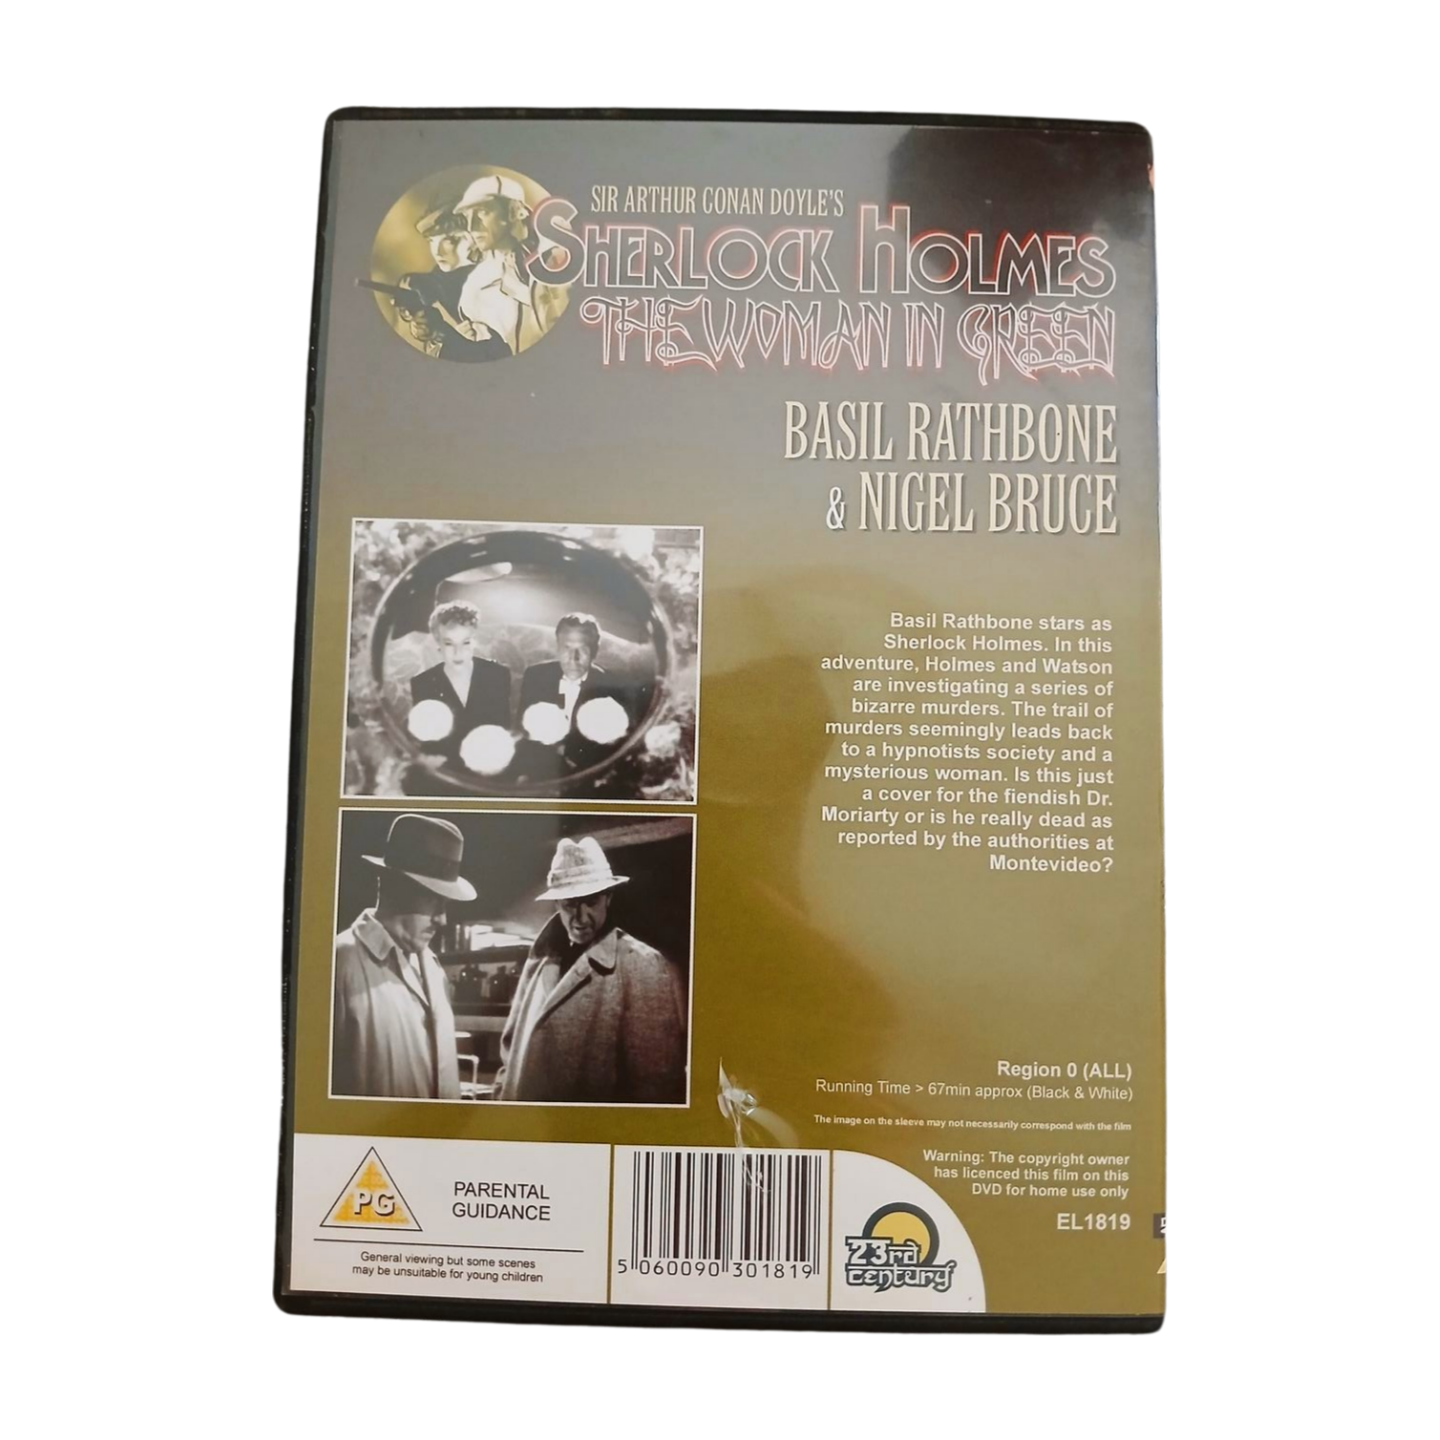 SIR ARTHUR CONAN DOYLE'S
SHERLOCK HOLMES
THE WOMAN IN GREEN
BASIL RATHBONE
& NIGEL BRUCE
Basil Rathbone stars as
Sherlock Holmes. In this
adventure, Holmes and Watson
are investigating a series of
bizarre murders. The trail of
murders seemingly leads back
to a hypnotists society and a
mysterious woman. Is this just
a cover for the fiendish Dr.
Moriarty or is he really dead as
reported by the authorities at
Montevideo?
Region 0 (ALL)
Running Time > 67min approx (Black & White)
The image on the sleeve may not necessarily correspond with the film
Warning: The copyright owner
has licenced this film on this
DVD for home use only
EL1819
PG
PARENTAL
GUIDANCE
General viewing but some scenes
may be unsuitable for young children
5 060090 301819
23rd
century